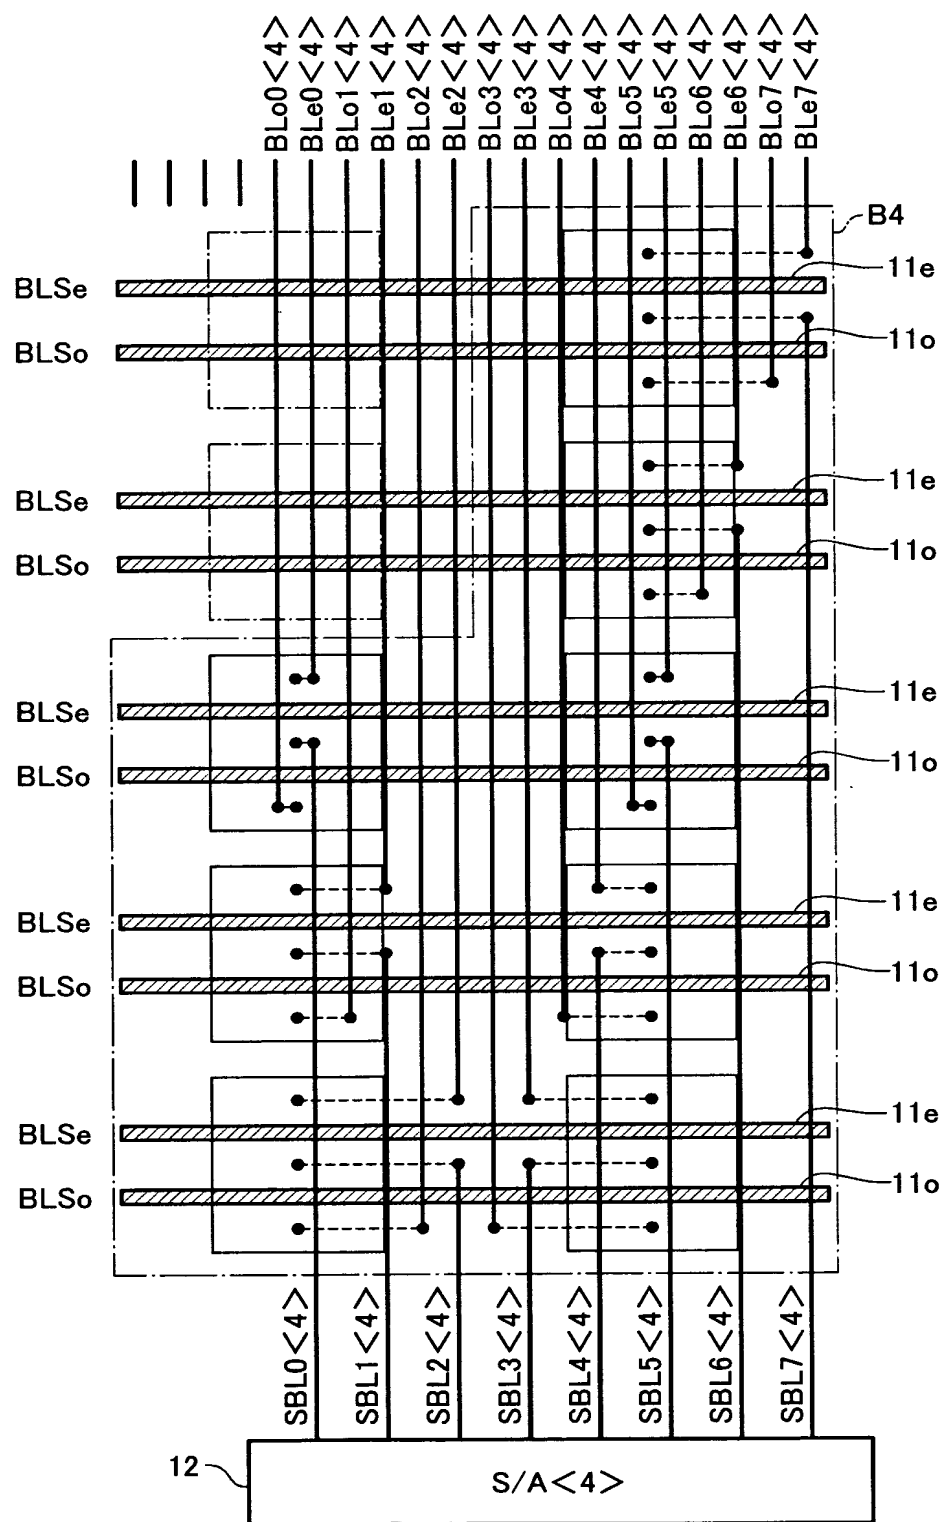 BLo0<4>
BLe0<4>
BLo1<4>
BLe1<4>
BLo2<4>
BLe2<4>
BLo3<4>
BLe3<4>
BLo4<4>
BLe4<4>
BLo5<4>
BLe5<4>
BLo6<4>
BLe6<4>
BLo7<4>
BLe7<4>
B4
BLSe
11e
BLSo
11o
BLSe
11e
BLSo
11o
BLSe
11e
BLSo
11o
BLSe
11e
BLSo
11o
BLSe
11e
BLSo
11o
SBL0<4>
SBL1<4>
SBL2<4>
SBL3<4>
SBL4<4>
SBL5<4>
SBL6<4>
SBL7<4>
12
S/A<4>